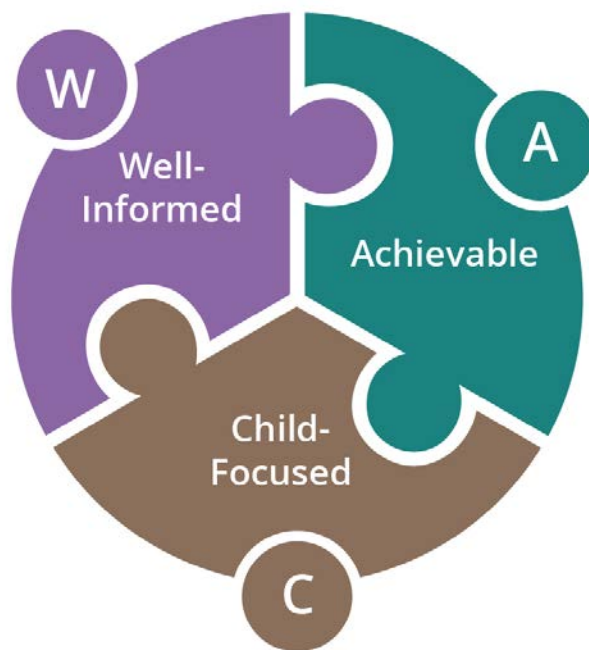 W
Well-
Informed
A
Achievable
Child-
Focused
C